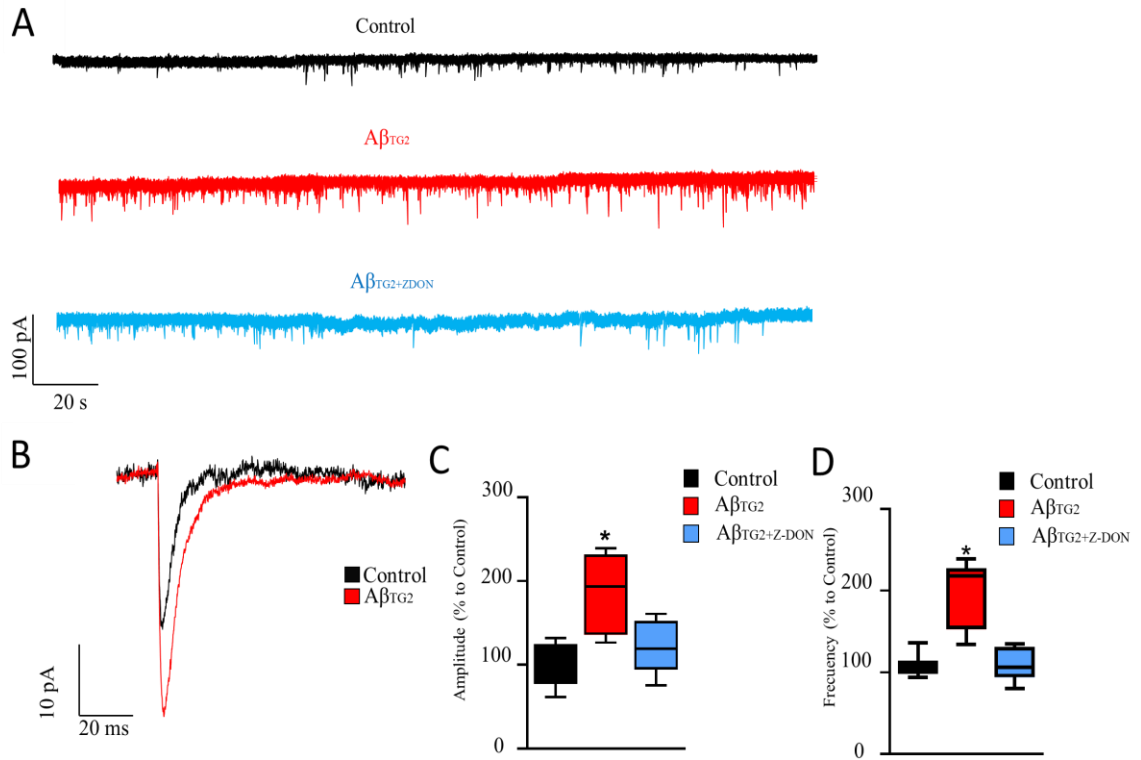 A
Control
AβTG2
AβTG2+ZDON
100 pA
20 s
B
Control
AβTG2
10 pA
20 ms
C
Control
AβTG2
AβTG2+Z-DON
300
200
100
0
Amplitude (% to Control)
*
D
Control
AβTG2
AβTG2+Z-DON
300
200
100
0
Frecuency (% to Control)
*